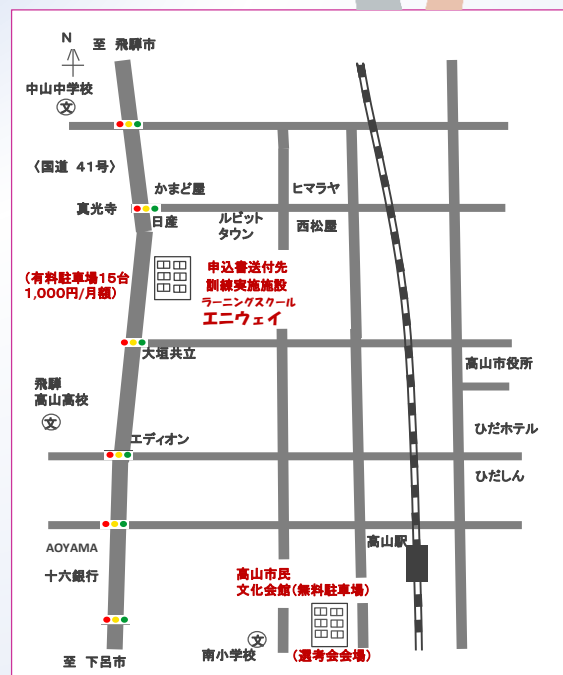 N
至 飛騨市
中山中学校
文
〈国道 41号〉
かまど屋
ヒマラヤ
真光寺
日産
ルビット
タウン
西松屋
(有料駐車場15台
1,000円/月額)
申込書送付先
訓練実施施設
ラーニングスクール
エニウェイ
大垣共立
高山市役所
飛騨
高山高校
文
エディオン
ひだホテル
ひだしん
AOYAMA
高山駅
十六銀行
高山市民
文化会館(無料駐車場)
文
南小学校
(選考会会場)
至 下呂市